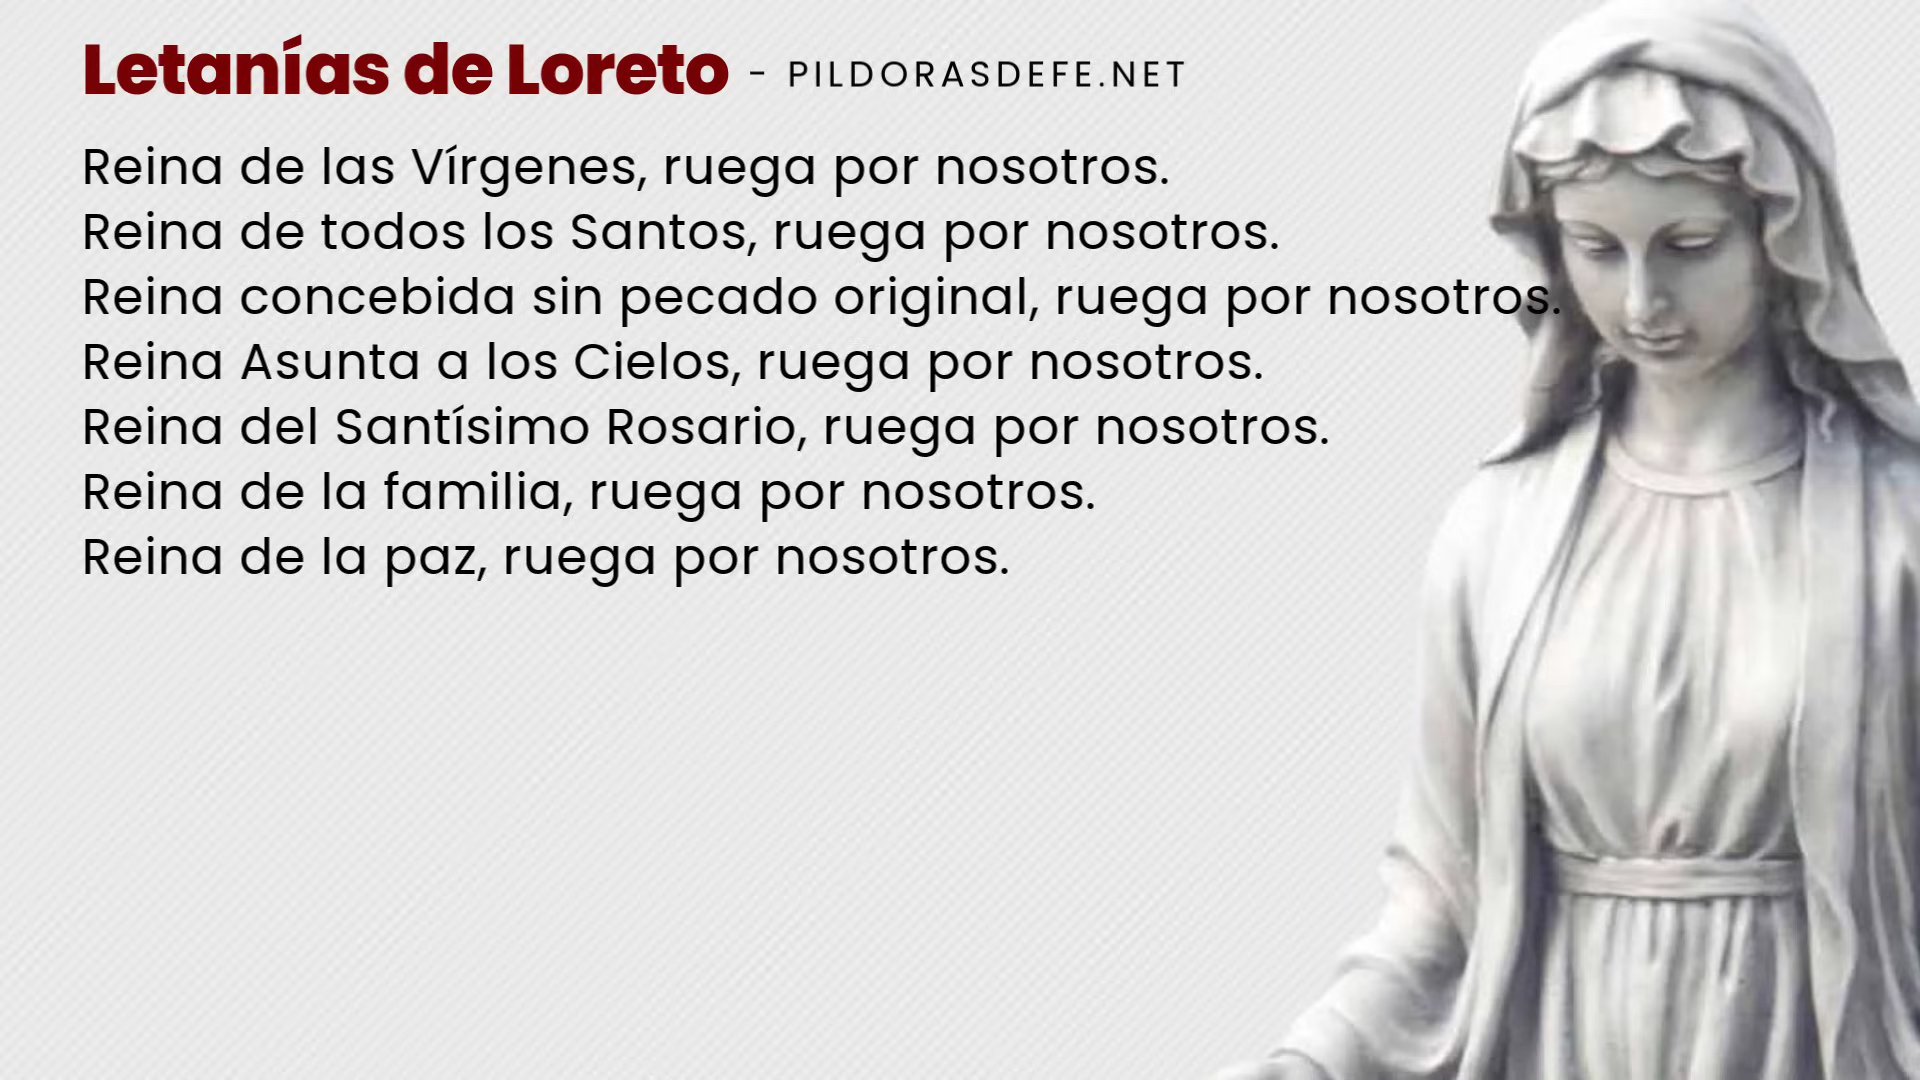 Letanías de Loreto - PILDORASDEFE.NET
Reina de las Vírgenes, ruega por nosotros.
Reina de todos los Santos, ruega por nosotros.
Reina concebida sin pecado original, ruega por nosotros.
Reina Asunta a los Cielos, ruega por nosotros.
Reina del Santísimo Rosario, ruega por nosotros.
Reina de la familia, ruega por nosotros.
Reina de la paz, ruega por nosotros.